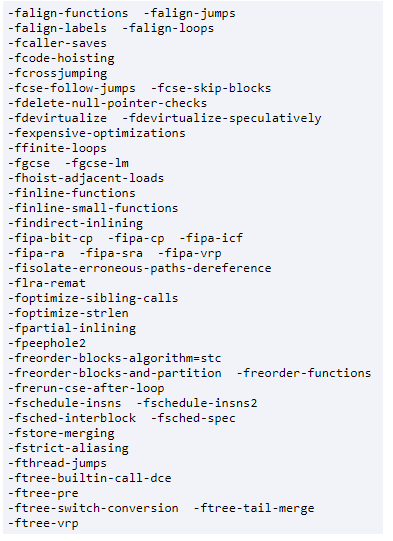 -falign-functions  -falign-jumps
-falign-labels  -falign-loops
-fcaller-saves
-fcode-hoisting
-fcrossjumping
-fcse-follow-jumps  -fcse-skip-blocks
-fdelete-null-pointer-checks
-fdevirtualize  -fdevirtualize-speculatively
-fexpensive-optimizations
-ffinite-loops
-fgcse  -fgcse-lm
-fhoist-adjacent-loads
-finline-functions
-finline-small-functions
-findirect-inlining
-fipa-bit-cp  -fipa-cp  -fipa-icf
-fipa-ra  -fipa-sra  -fipa-vrp
-fisolate-erroneous-paths-dereference
-flra-remat
-foptimize-sibling-calls
-foptimize-strlen
-fpartial-inlining
-fpeephole2
-freorder-blocks-algorithm=stc
-freorder-blocks-and-partition  -freorder-functions
-frerun-cse-after-loop
-fschedule-insns  -fschedule-insns2
-fsched-interblock  -fsched-spec
-fstore-merging
-fstrict-aliasing
-fthread-jumps
-ftree-builtin-call-dce
-ftree-pre
-ftree-switch-conversion  -ftree-tail-merge
-ftree-vrp